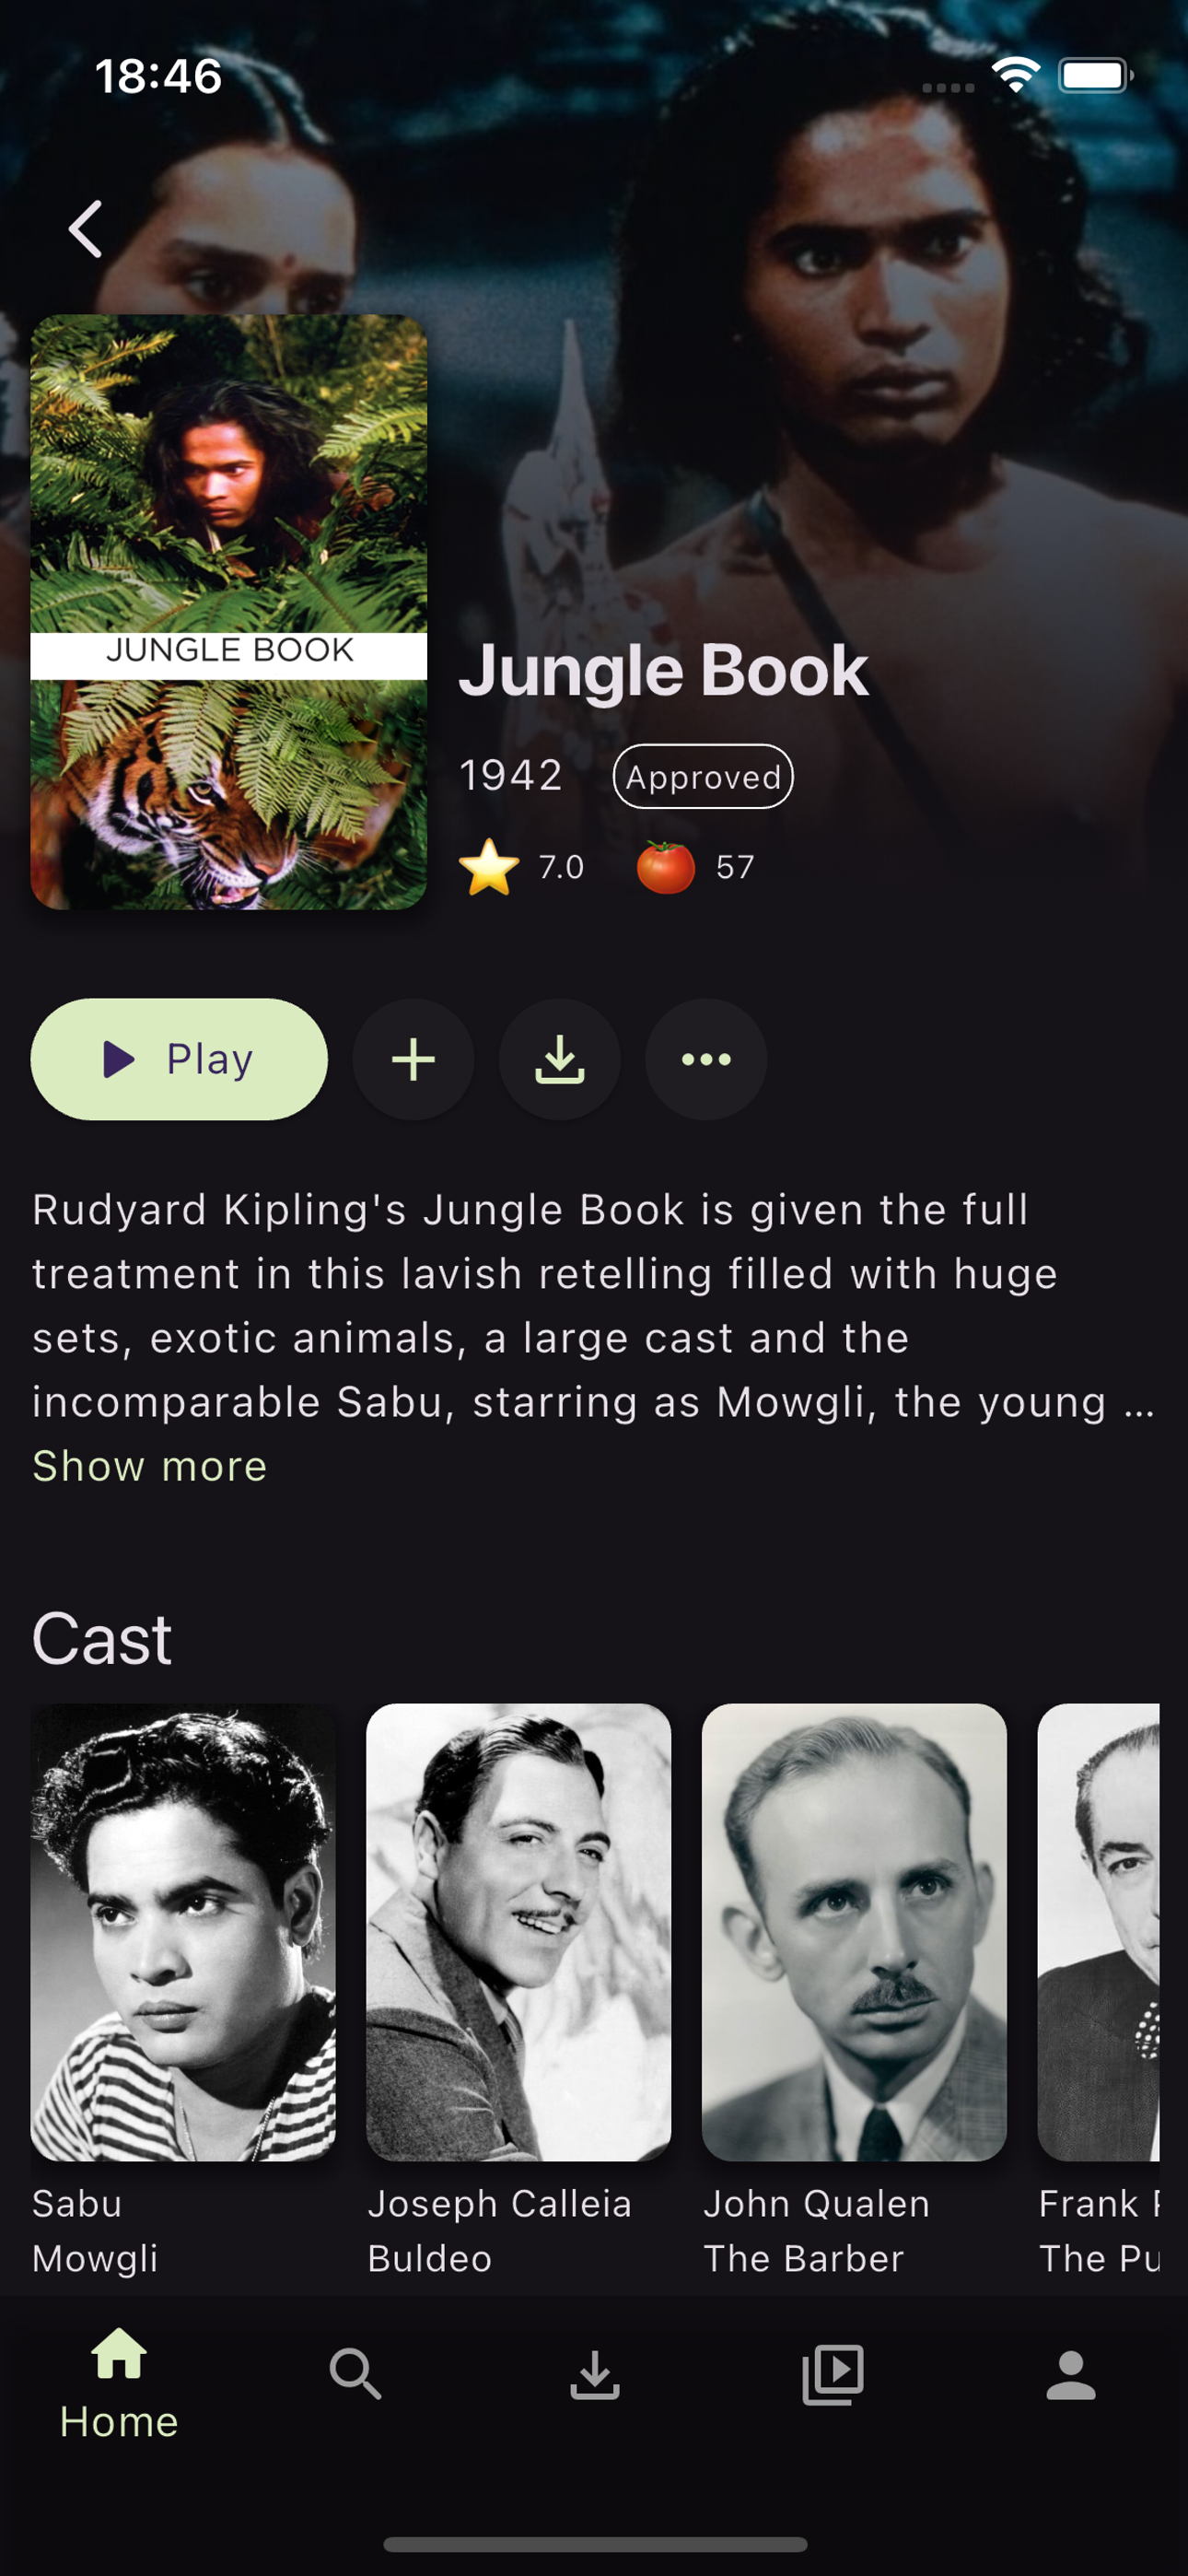 18:46
JUNGLE BOOK
Jungle Book
1942 Approved
7.0 57
Play
Rudyard Kipling's Jungle Book is given the full
treatment in this lavish retelling filled with huge
sets, exotic animals, a large cast and the
incomparable Sabu, starring as Mowgli, the young ...
Show more
Cast
Sabu
Mowgli
Joseph Calleia
Buldeo
John Qualen
The Barber
Frank
The
Home